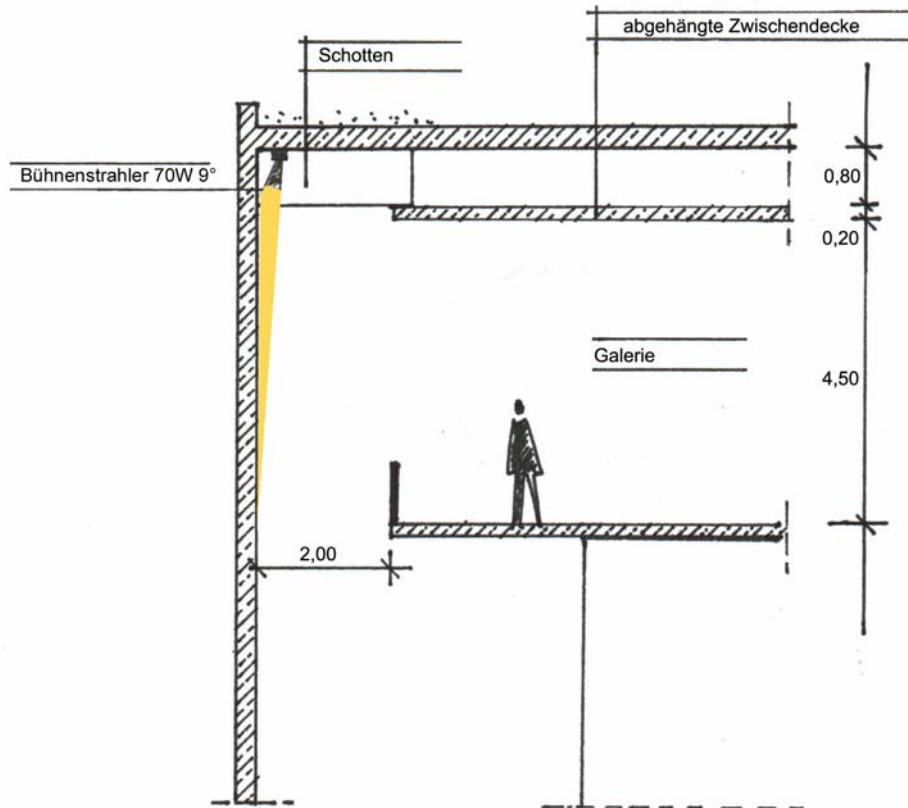 abgehängte Zwischendecke
Schotten
Bühnenstrahler 70W 9°
0,80
0,20
Galerie
4,50
2,00